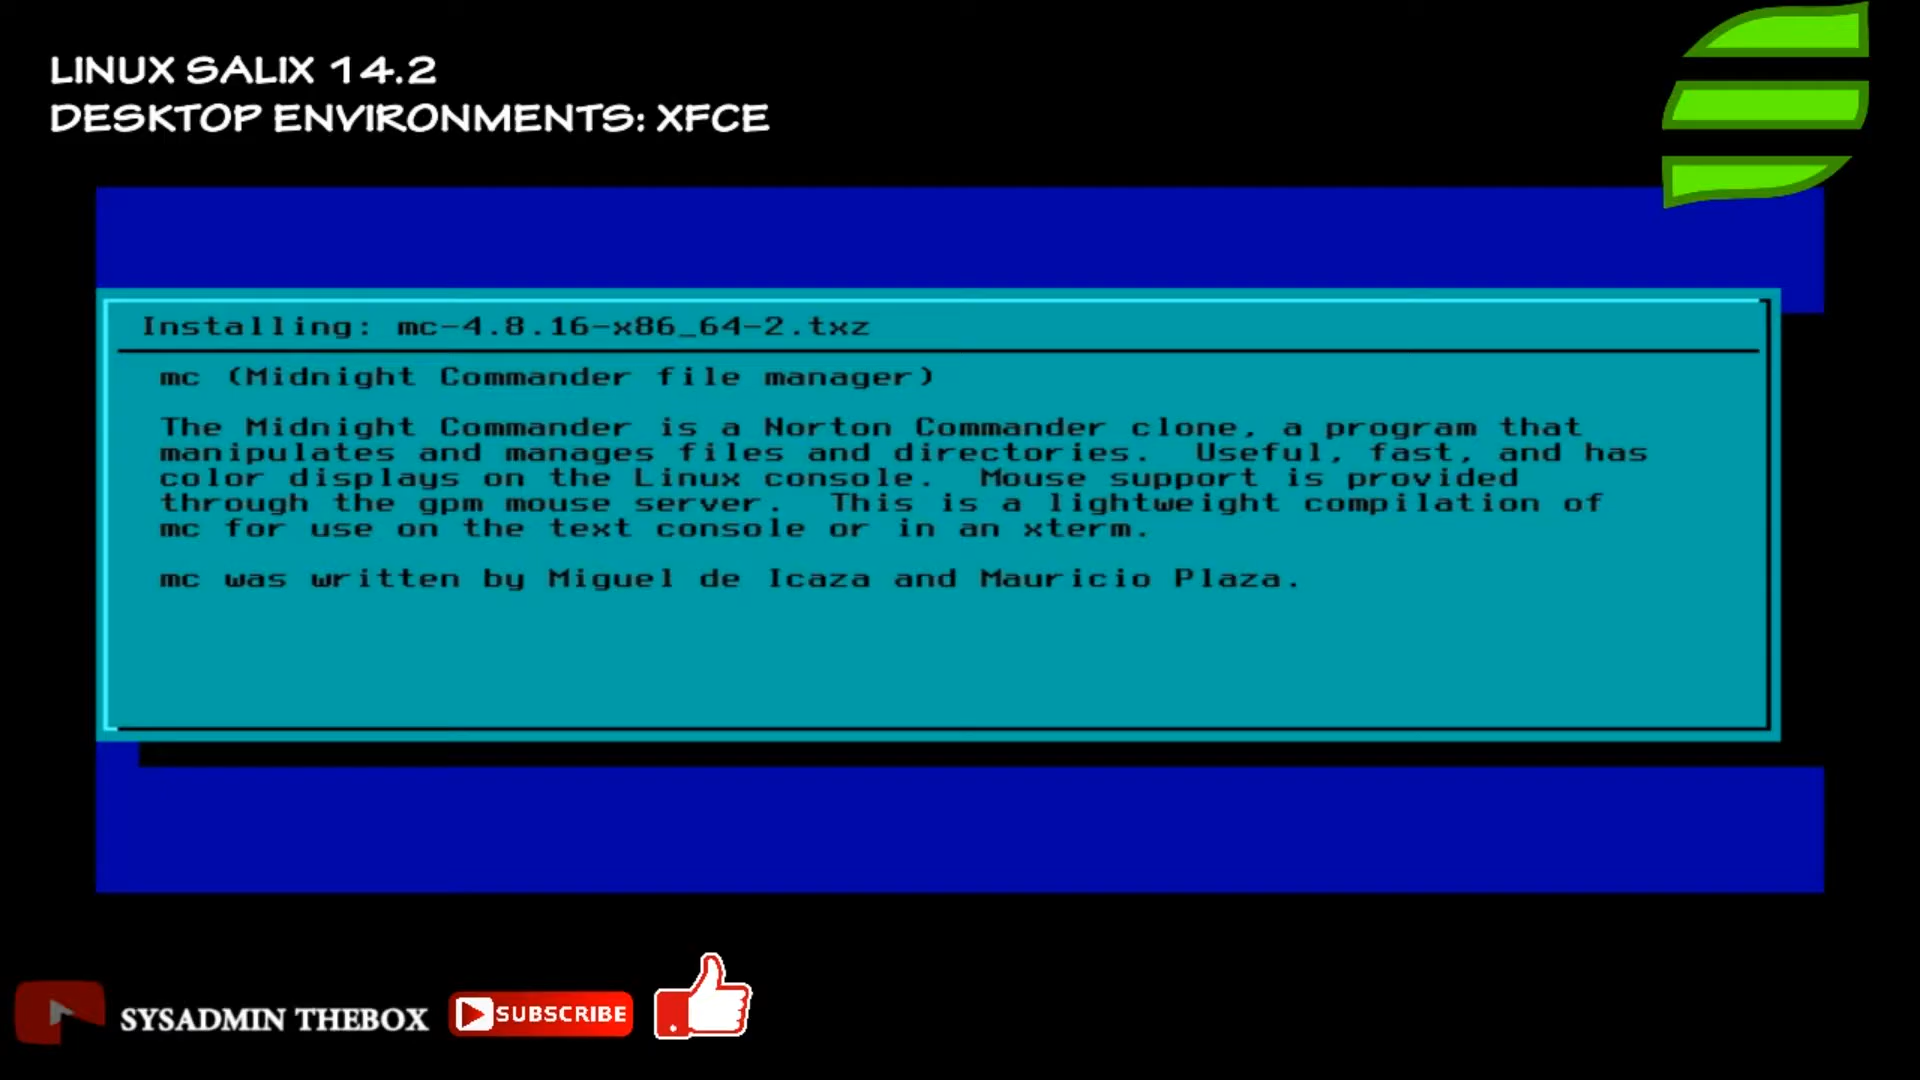 LINUX SALIX 14.2
DESKTOP ENVIRONMENTS: XFCE
Installing: mc-4.8.16-x86_64-2.txz
mc (Midnight Commander file manager)
The Midnight Commander is a Norton Commander clone, a program that
manipulates and manages files and directories.  Useful, fast, and has
color displays on the Linux console.  Mouse support is provided
through the gpm mouse server.  This is a lightweight compilation of
mc for use on the text console or in an xterm.
mc was written by Miguel de Icaza and Mauricio Plaza.
SYSADMIN THEBOX
SUBSCRIBE